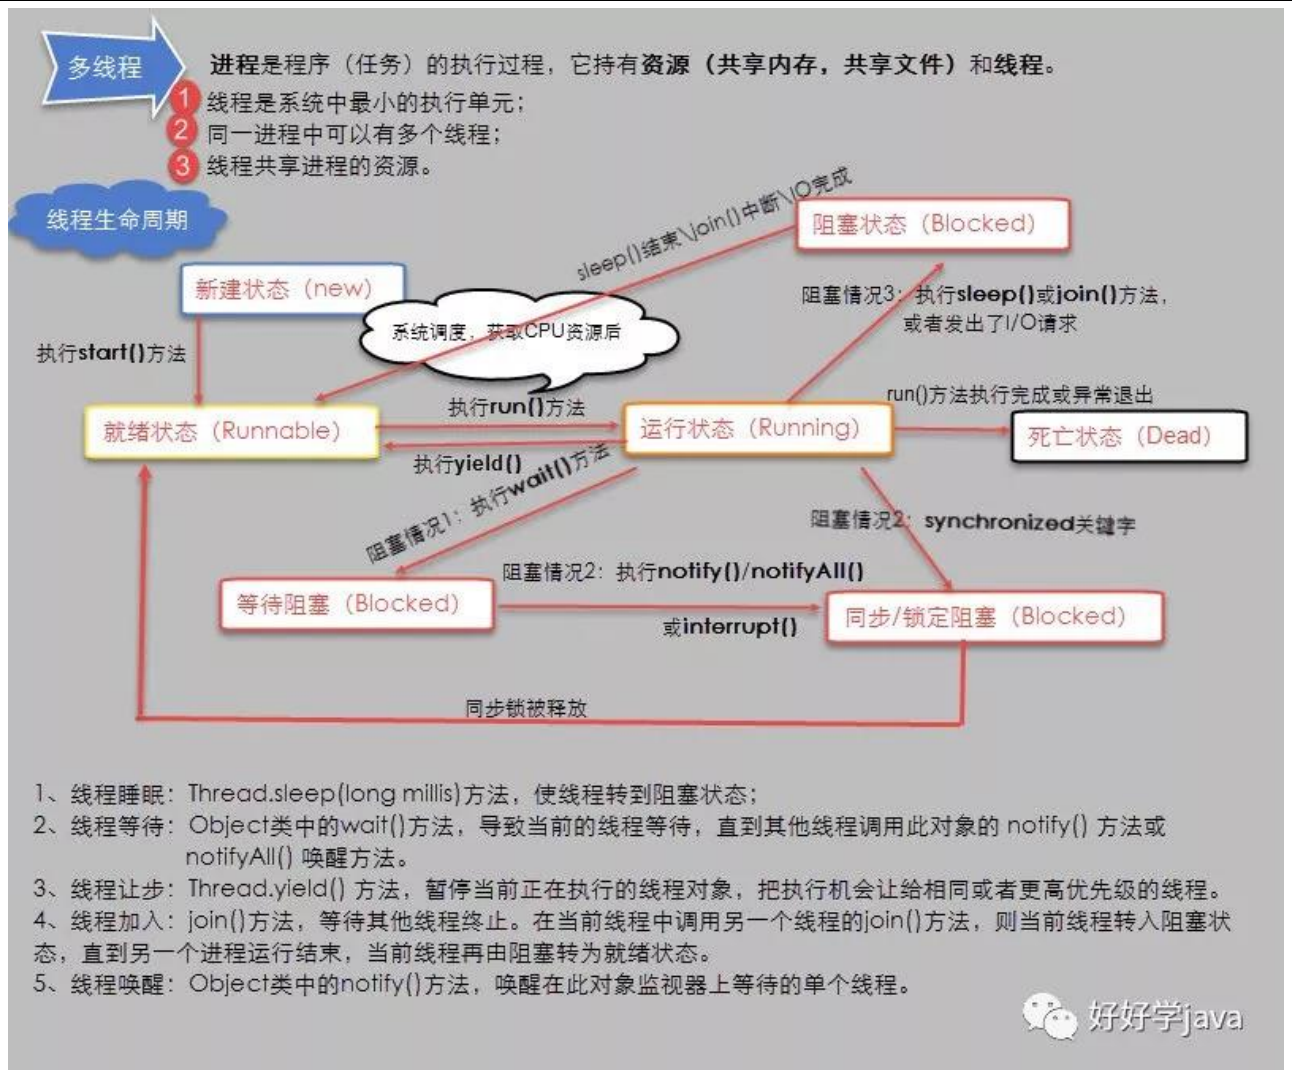 多线程
进程是程序（任务）的执行过程，它持有资源（共享内存，共享文件）和线程。
1 线程是系统中最小的执行单元；
2 同一进程中可以有多个线程；
3 线程共享进程的资源。
线程生命周期
sleep()结束\join()中断\IO完成
阻塞状态（Blocked）
新建状态（new）
阻塞情况3：执行sleep()或join()方法，
或者发出了I/O请求
系统调度，获取CPU资源后
执行start()方法
run()方法执行完成或异常退出
执行run()方法
就绪状态（Runnable）
运行状态（Running）
死亡状态（Dead）
执行yield()
阻塞情况1：执行wait()方法
阻塞情况2：synchronized关键字
阻塞情况2：执行notify()/notifyAll()
等待阻塞（Blocked）
或interrupt()
同步/锁定阻塞（Blocked）
同步锁被释放
1、线程睡眠：Thread.sleep(long millis)方法，使线程转到阻塞状态；
2、线程等待：Object类中的wait()方法，导致当前的线程等待，直到其他线程调用此对象的 notify() 方法或
notifyAll() 唤醒方法。
3、线程让步：Thread.yield() 方法，暂停当前正在执行的线程对象，把执行机会让给相同或者更高优先级的线程。
4、线程加入：join()方法，等待其他线程终止。在当前线程中调用另一个线程的join()方法，则当前线程转入阻塞状
态，直到另一个进程运行结束，当前线程再由阻塞转为就绪状态。
5、线程唤醒：Object类中的notify()方法，唤醒在此对象监视器上等待的单个线程。
好好学java